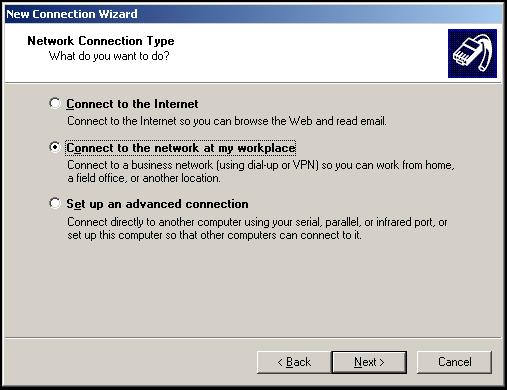 New Connection Wizard
Network Connection Type
What do you want to do?
Connect to the Internet
Connect to the Internet so you can browse the Web and read email.
Connect to the network at my workplace
Connect to a business network (using dial-up or VPN) so you can work from home,
a field office, or another location.
Set up an advanced connection
Connect directly to another computer using your serial, parallel, or infrared port, or
set up this computer so that other computers can connect to it.
< Back
Next >
Cancel